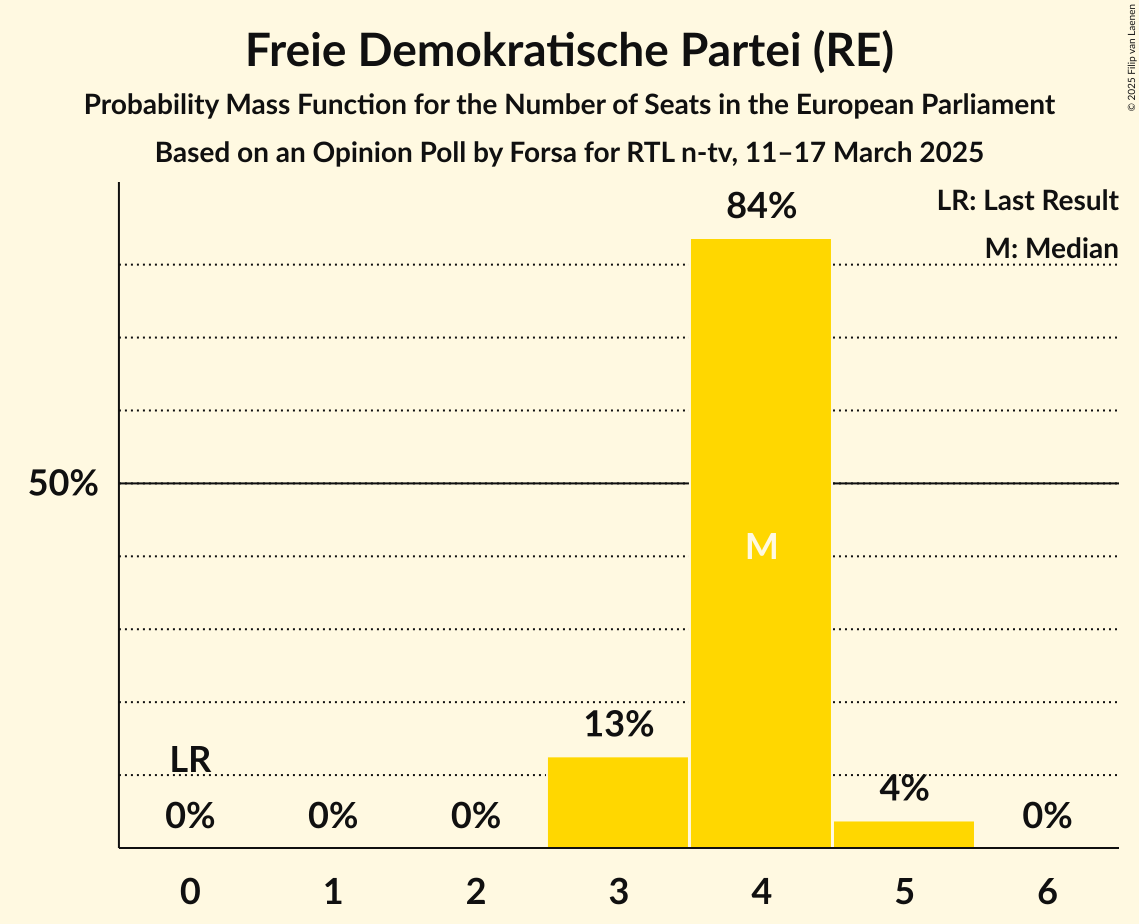 Freie Demokratische Partei (RE)
Probability Mass Function for the Number of Seats in the European Parliament
Based on an Opinion Poll by Forsa for RTL n-tv, 11–17 March 2025
© 2025 Filip van Laenen
LR: Last Result
M: Median
84%
50%
M
13%
LR
4%
0%
0%
0%
0%
0
1
2
3
4
5
6